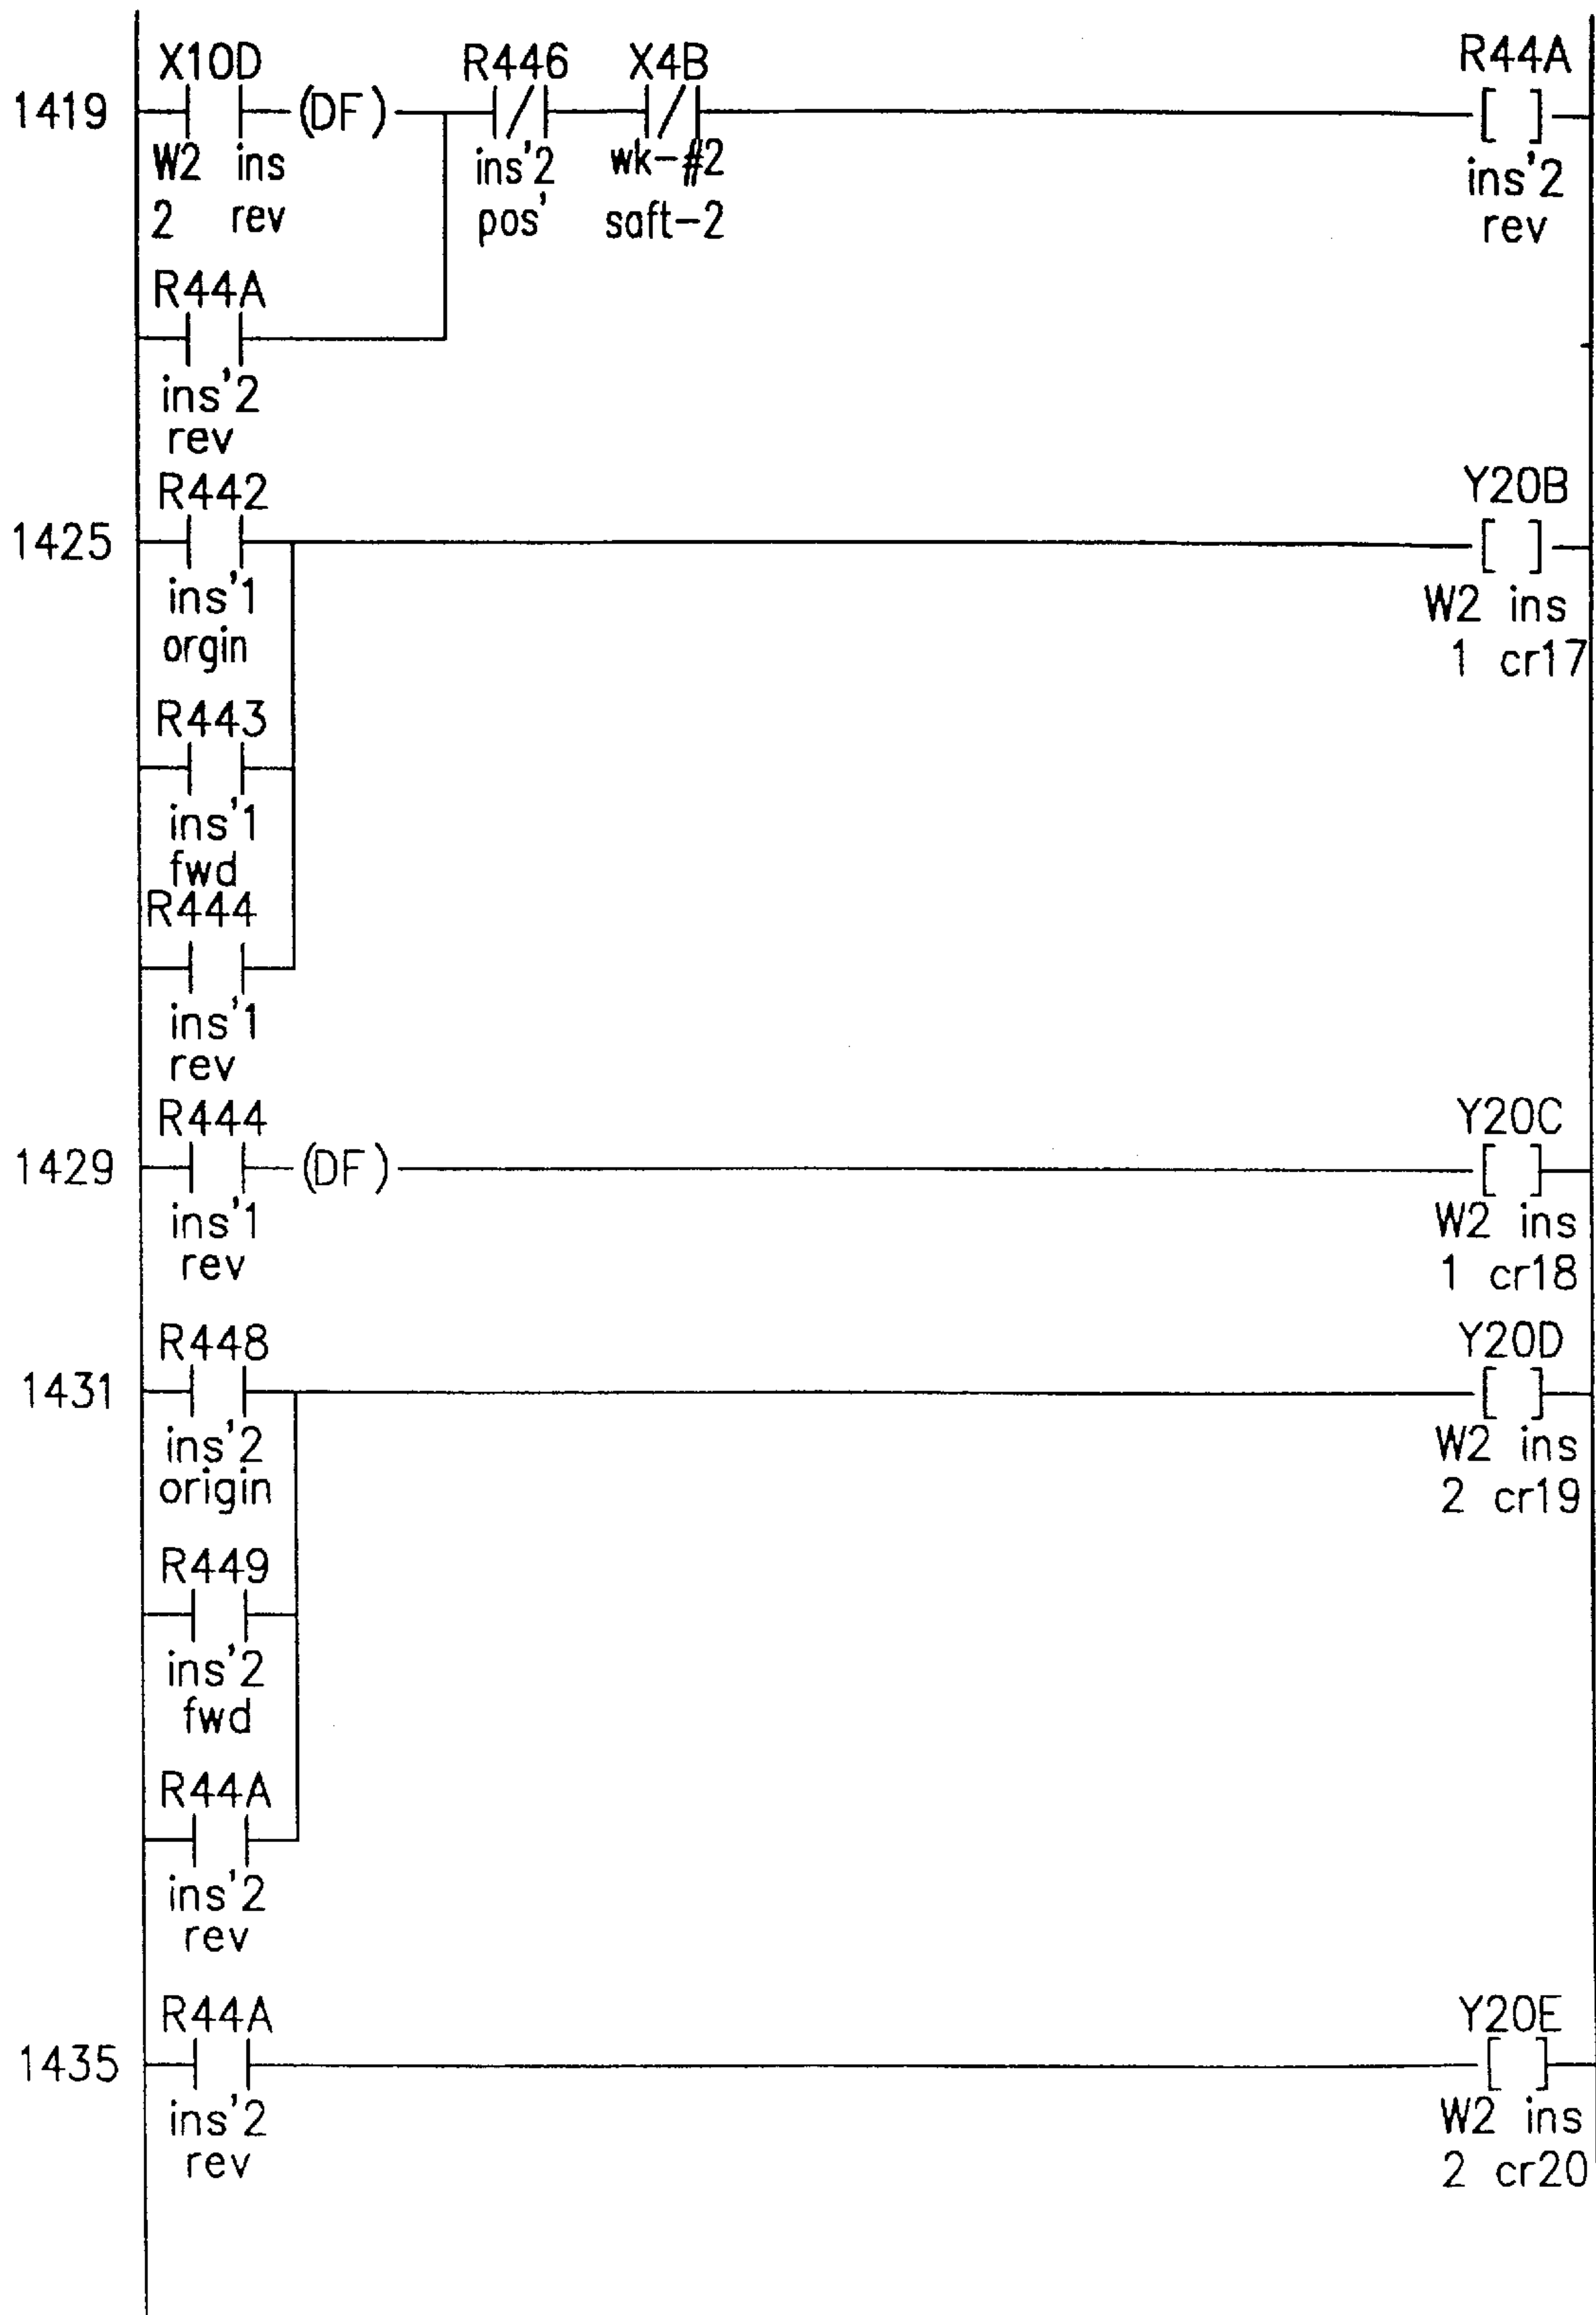 X10D R446 X4B R44A
1419 (DF)
W2 ins ins'2 wk-#2 ins'2
2 rev pos' saft-2 rev
R44A
ins'2
rev
R442 Y20B
1425
ins'1 W2 ins
orgin 1 cr17
R443
ins'1
fwd
R444
ins'1
rev
R444 Y20C
1429 (DF)
ins'1 W2 ins
rev 1 cr18
R448 Y20D
1431
ins'2 W2 ins
origin 2 cr19
R449
ins'2
fwd
R44A
ins'2
rev
R44A Y20E
1435
ins'2 W2 ins
rev 2 cr20